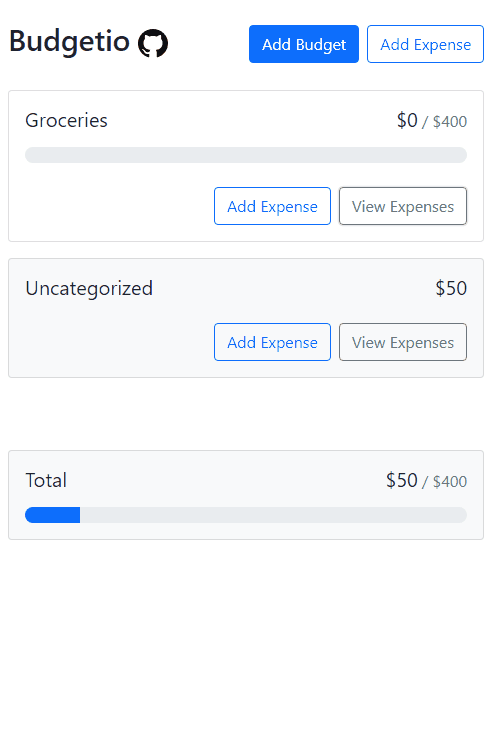 Budgetio Add Budget Add Expense
Groceries $0 / $400
Add Expense View Expenses
Uncategorized $50
Add Expense View Expenses
Total $50 / $400